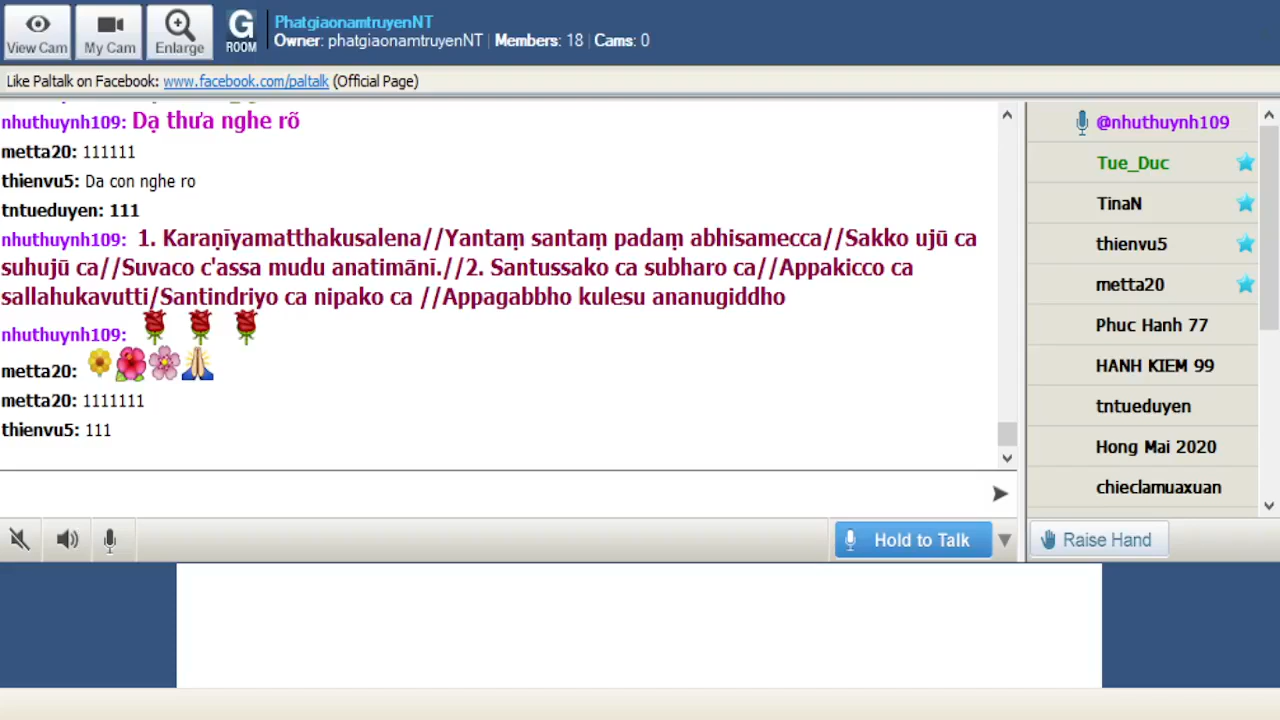 View Cam
My Cam
Enlarge
G
ROOM
PhatgiaonamtruyenNT
Owner: phatgiaonamtruyenNT | Members: 18 | Cams: 0
Like Paltalk on Facebook: www.facebook.com/paltalk (Official Page)
nhuthuynh109: Dạ thưa nghe rõ
metta20: 111111
thienvu5: Da con nghe ro
tntueduyen: 111
nhuthuynh109: 1. Karaṇīyamatthakusalena//Yantaṃ santaṃ padaṃ abhisamecca//Sakko ujū ca
suhujū ca//Suvaco c'assa mudu anatimānī.//2. Santussako ca subharo ca//Appakicco ca
sallahukavutti/Santindriyo ca nipako ca //Appagabbho kulesu ananugiddho
nhuthuynh109:
metta20:
metta20: 1111111
thienvu5: 111
@nhuthuynh109
Tue_Duc
TinaN
thienvu5
metta20
Phuc Hanh 77
HANH KIEM 99
tntueduyen
Hong Mai 2020
chieclamuaxuan
Hold to Talk
Raise Hand